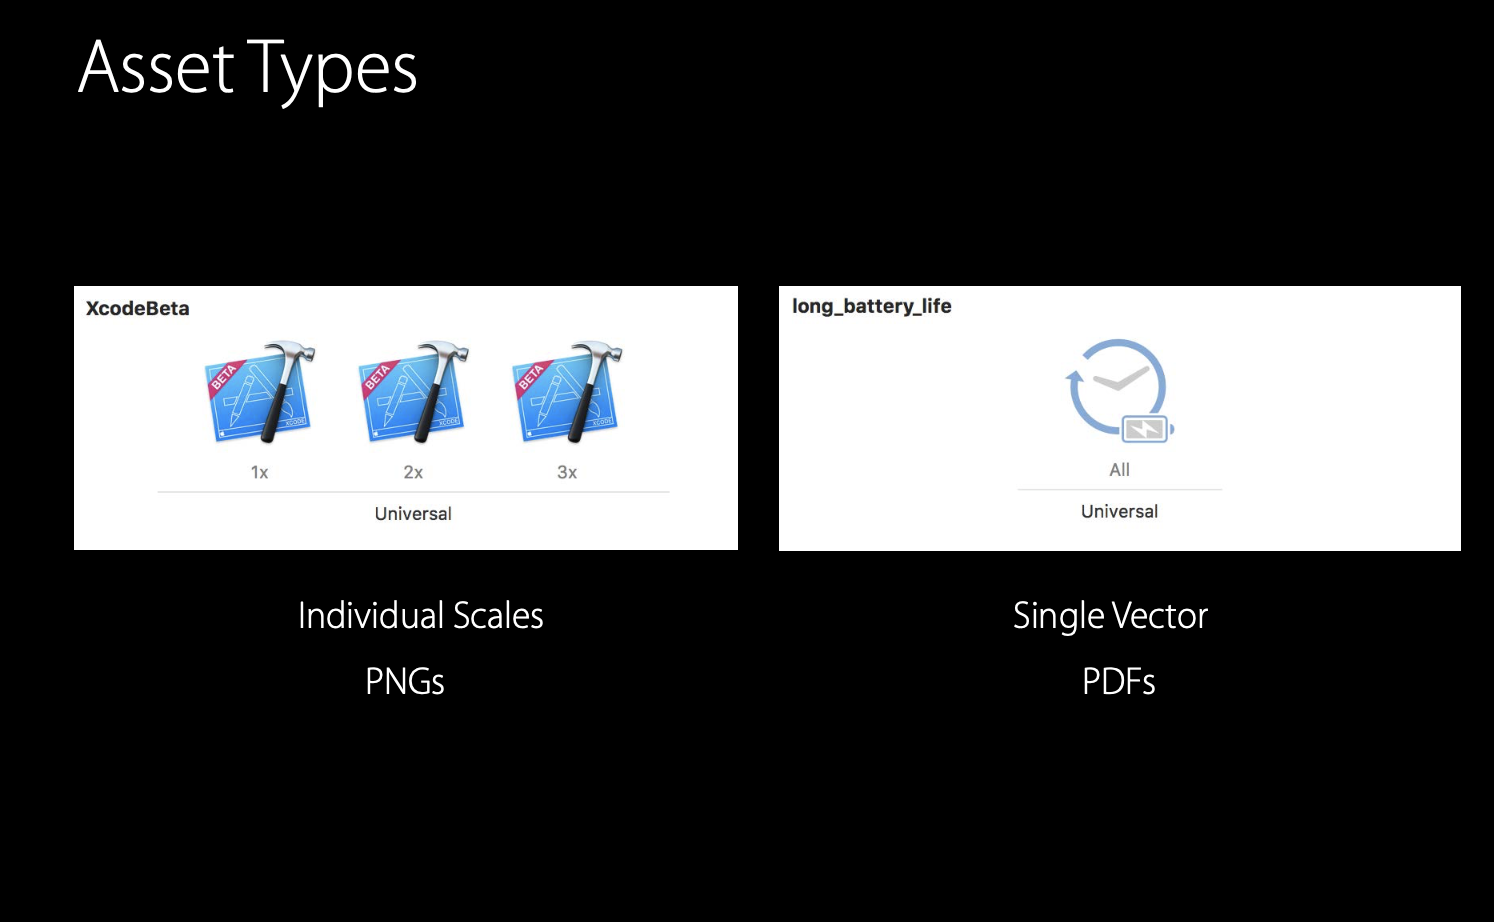 Asset Types
XcodeBeta
BETA
XCODE
BETA
XCODE
BETA
XCODE
1x 2x 3x
Universal
long_battery_life
All
Universal
Individual Scales
PNGs
Single Vector
PDFs